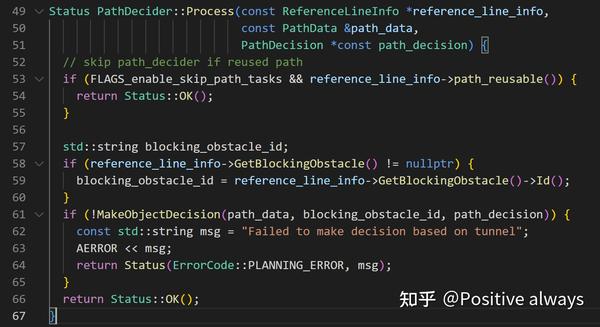 49 Status PathDecider::Process(const ReferenceLineInfo *reference_line_info,
50 const PathData &path_data,
51 PathDecision *const path_decision) {
52 // skip path_decider if reused path
53 if (FLAGS_enable_skip_path_tasks && reference_line_info->path_reusable()) {
54 return Status::OK();
55 }
56
57 std::string blocking_obstacle_id;
58 if (reference_line_info->GetBlockingObstacle() != nullptr) {
59 blocking_obstacle_id = reference_line_info->GetBlockingObstacle()->Id();
60 }
61 if (!MakeObjectDecision(path_data, blocking_obstacle_id, path_decision)) {
62 const std::string msg = "Failed to make decision based on tunnel";
63 AERROR << msg;
64 return Status(ErrorCode::PLANNING_ERROR, msg);
65 }
66 return Status::OK();
67 }
知乎 @Positive always